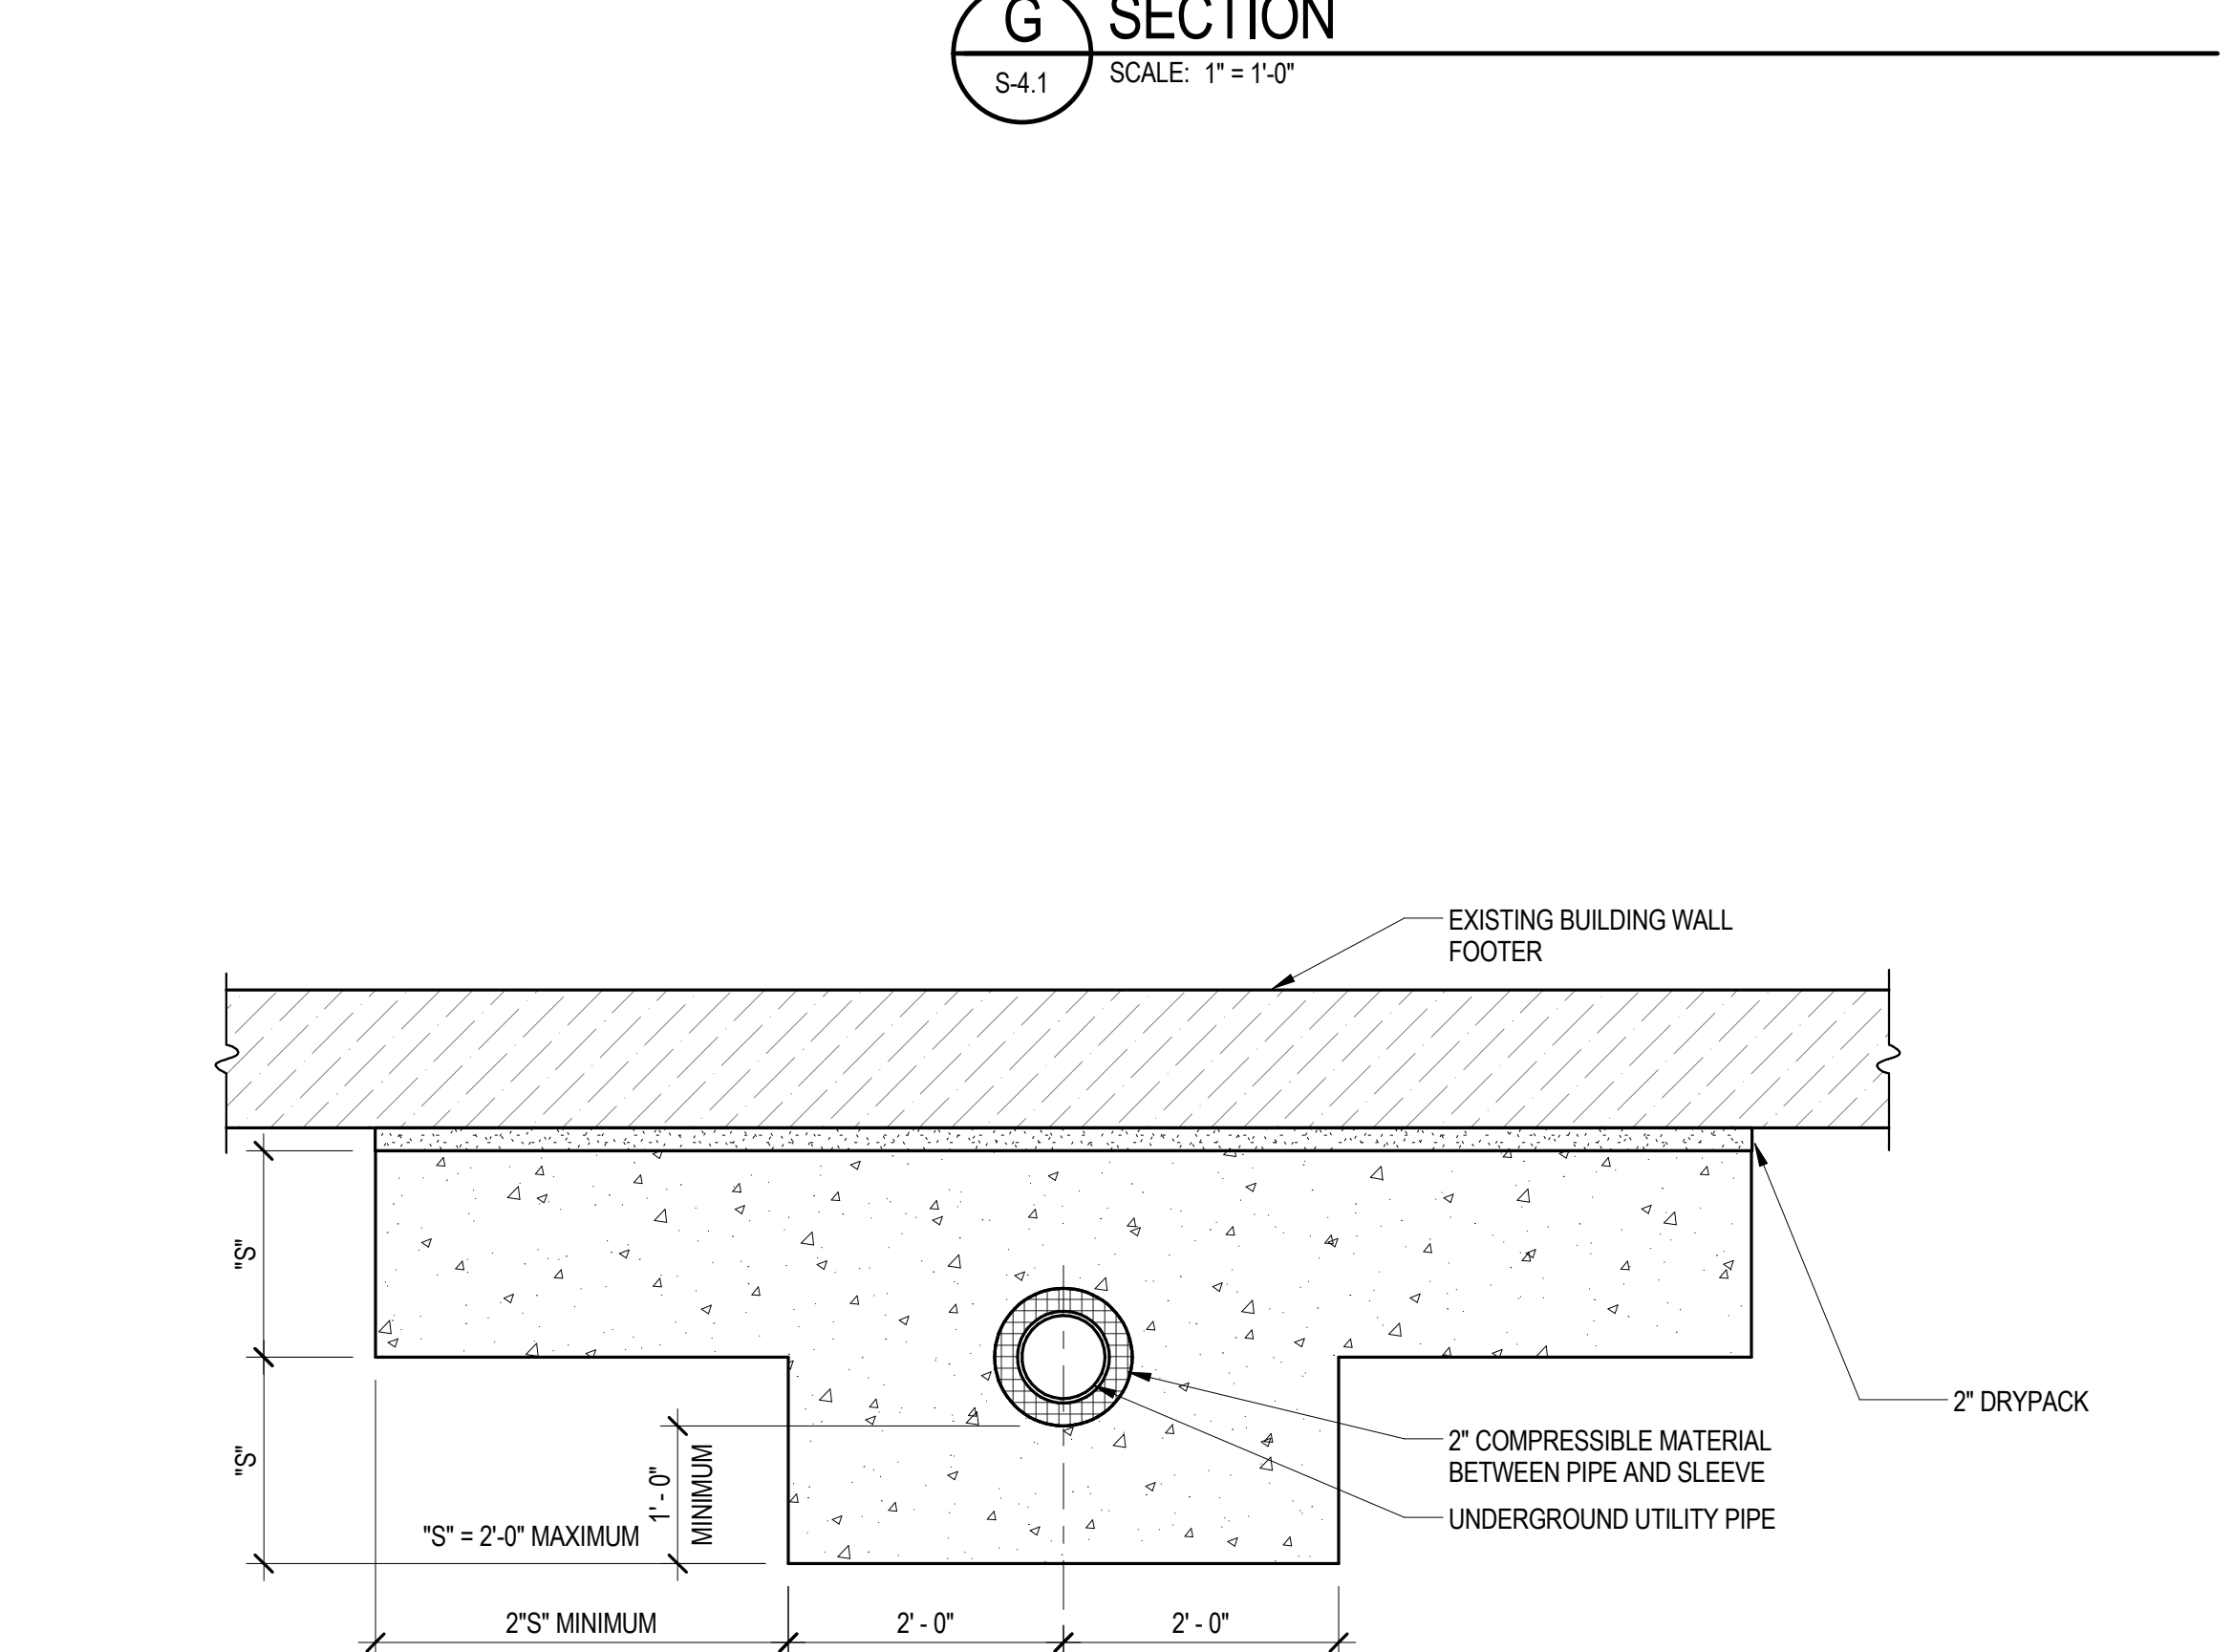 G
SECTION
S-4.1
SCALE: 1" = 1'-0"
EXISTING BUILDING WALL
FOOTER
"S"
2" DRYPACK
2" COMPRESSIBLE MATERIAL
BETWEEN PIPE AND SLEEVE
"S"
1' - 0"
MINIMUM
UNDERGROUND UTILITY PIPE
"S" = 2'-0" MAXIMUM
2"S" MINIMUM
2' - 0"
2' - 0"